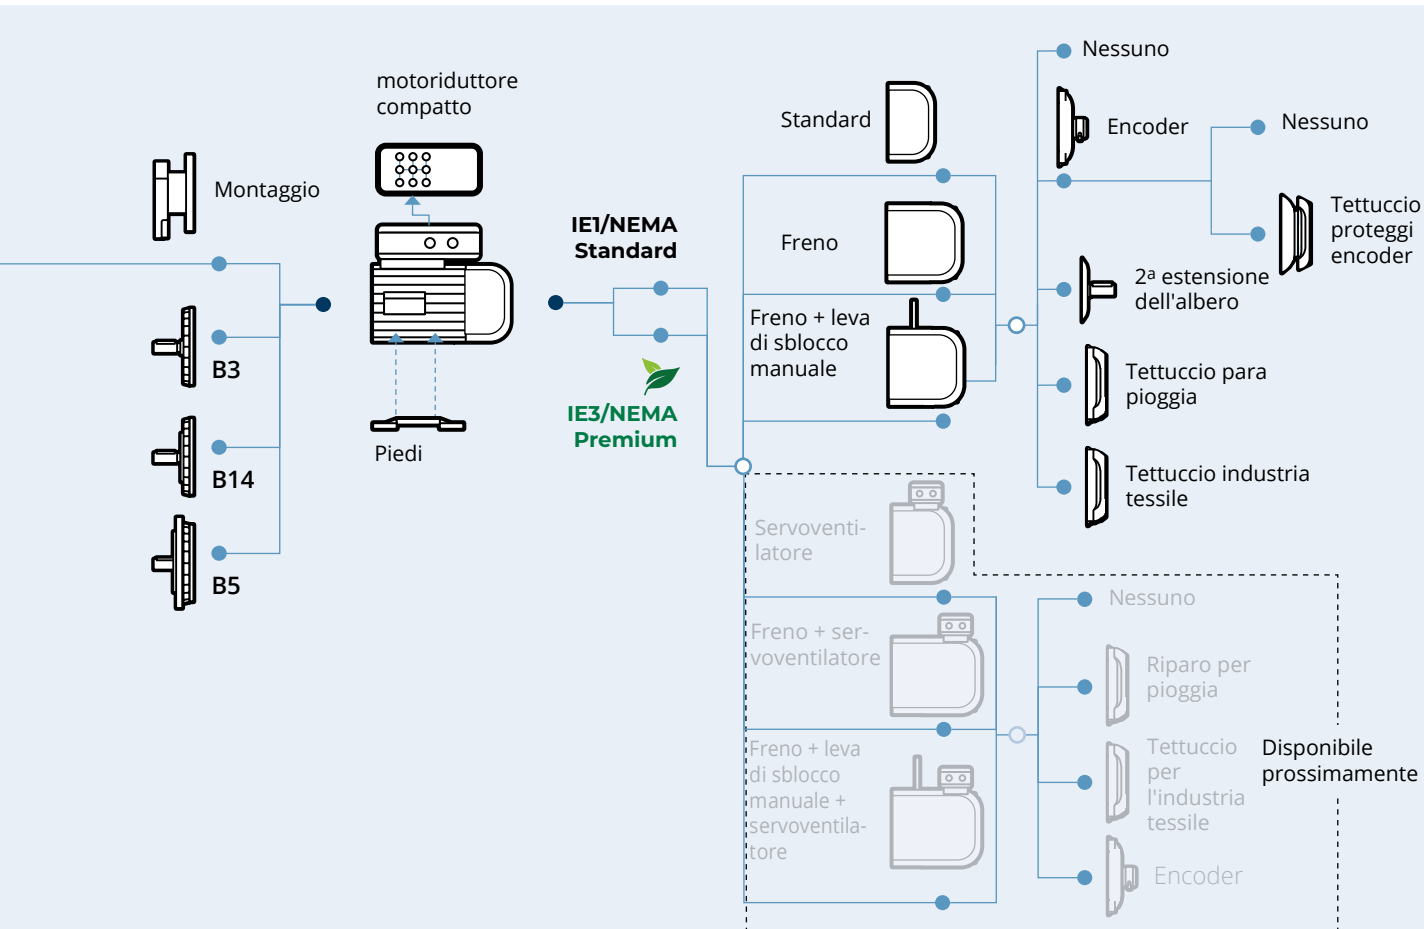 motoriduttore
compatto
Montaggio
B3
B14
B5
Piedi
IE1/NEMA
Standard
IE3/NEMA
Premium
Standard
Freno
Freno + leva
di sblocco
manuale
Nessuno
Encoder
Nessuno
Tettuccio
proteggi
encoder
2ª estensione
dell'albero
Tettuccio para
pioggia
Tettuccio industria
tessile
Servoventi-
latore
Freno + ser-
voventilatore
Freno + leva
di sblocco
manuale +
servoventila-
tore
Nessuno
Riparo per
pioggia
Tettuccio
per
l'industria
tessile
Encoder
Disponibile
prossimamente